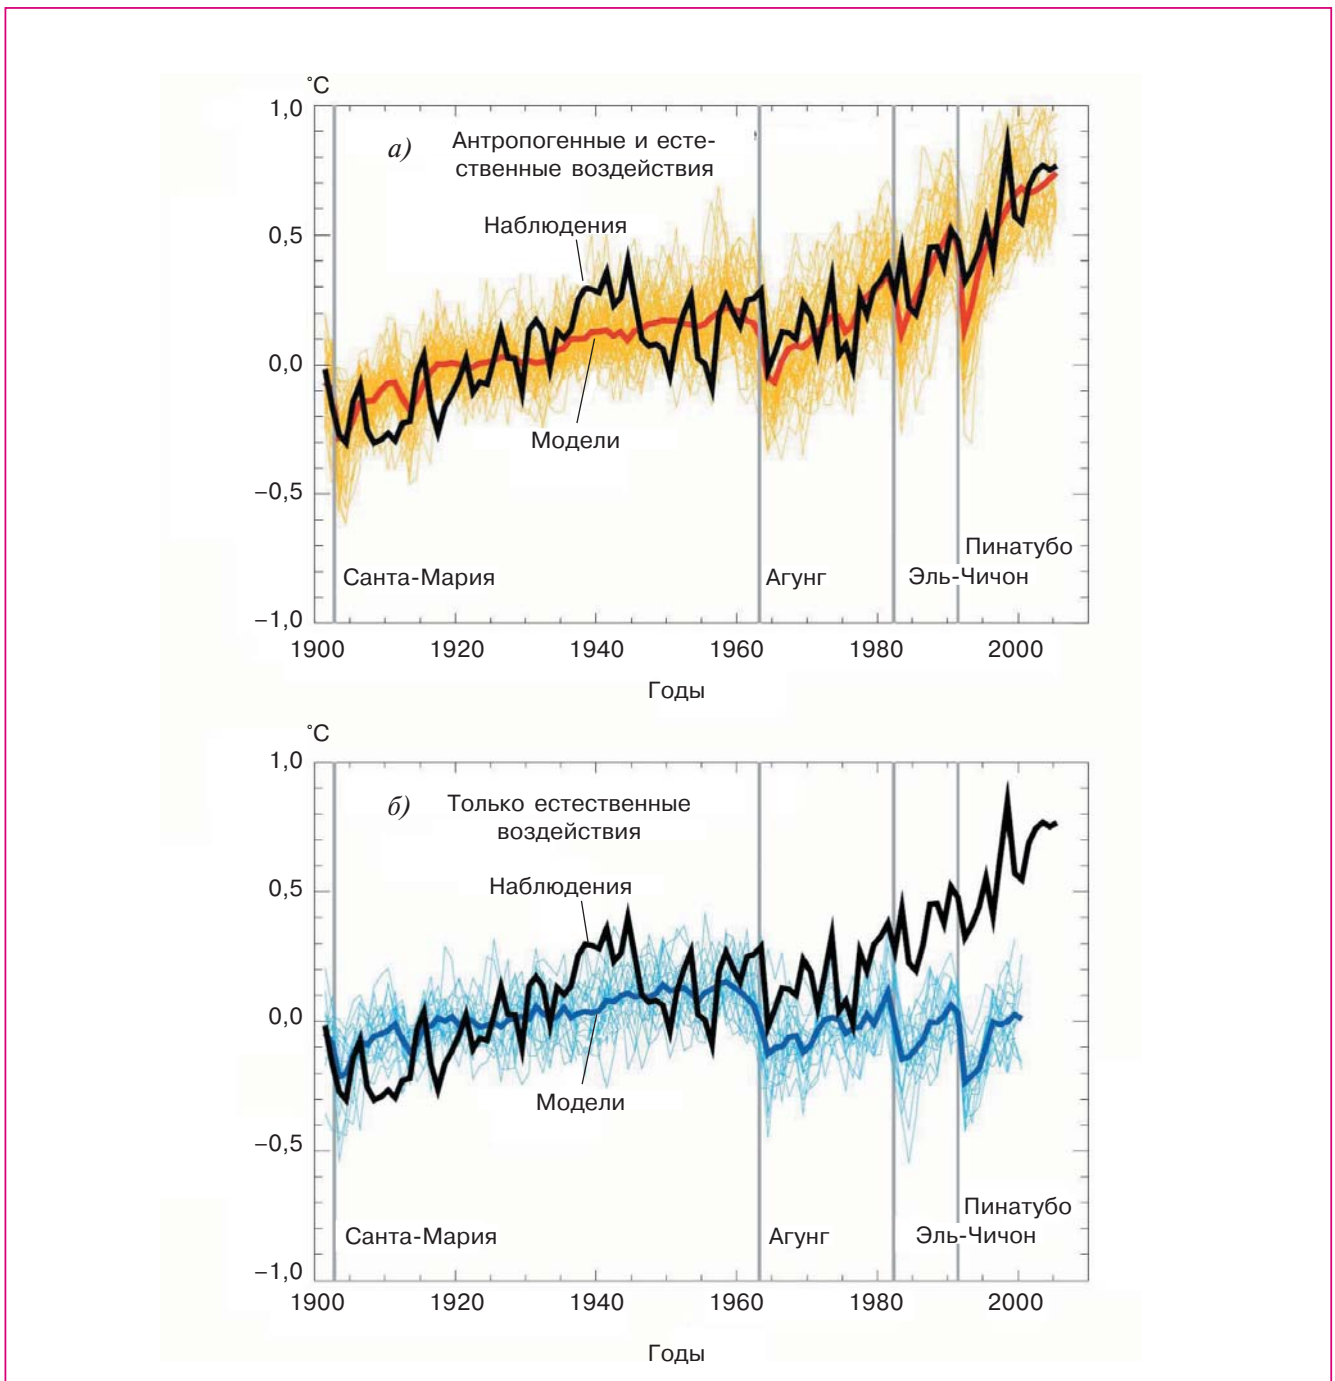 °C
1,0
а) Антропогенные и есте-
ственные воздействия
Наблюдения
0,5
0,0
Модели
−0,5
Пинатубо
Санта-Мария
Агунг
Эль-Чичон
−1,0
1900 1920 1940 1960 1980 2000
Годы
°C
1,0
б) Только естественные
воздействия
Наблюдения
0,5
0,0
Модели
−0,5
Пинатубо
Санта-Мария
Агунг
Эль-Чичон
−1,0
1900 1920 1940 1960 1980 2000
Годы